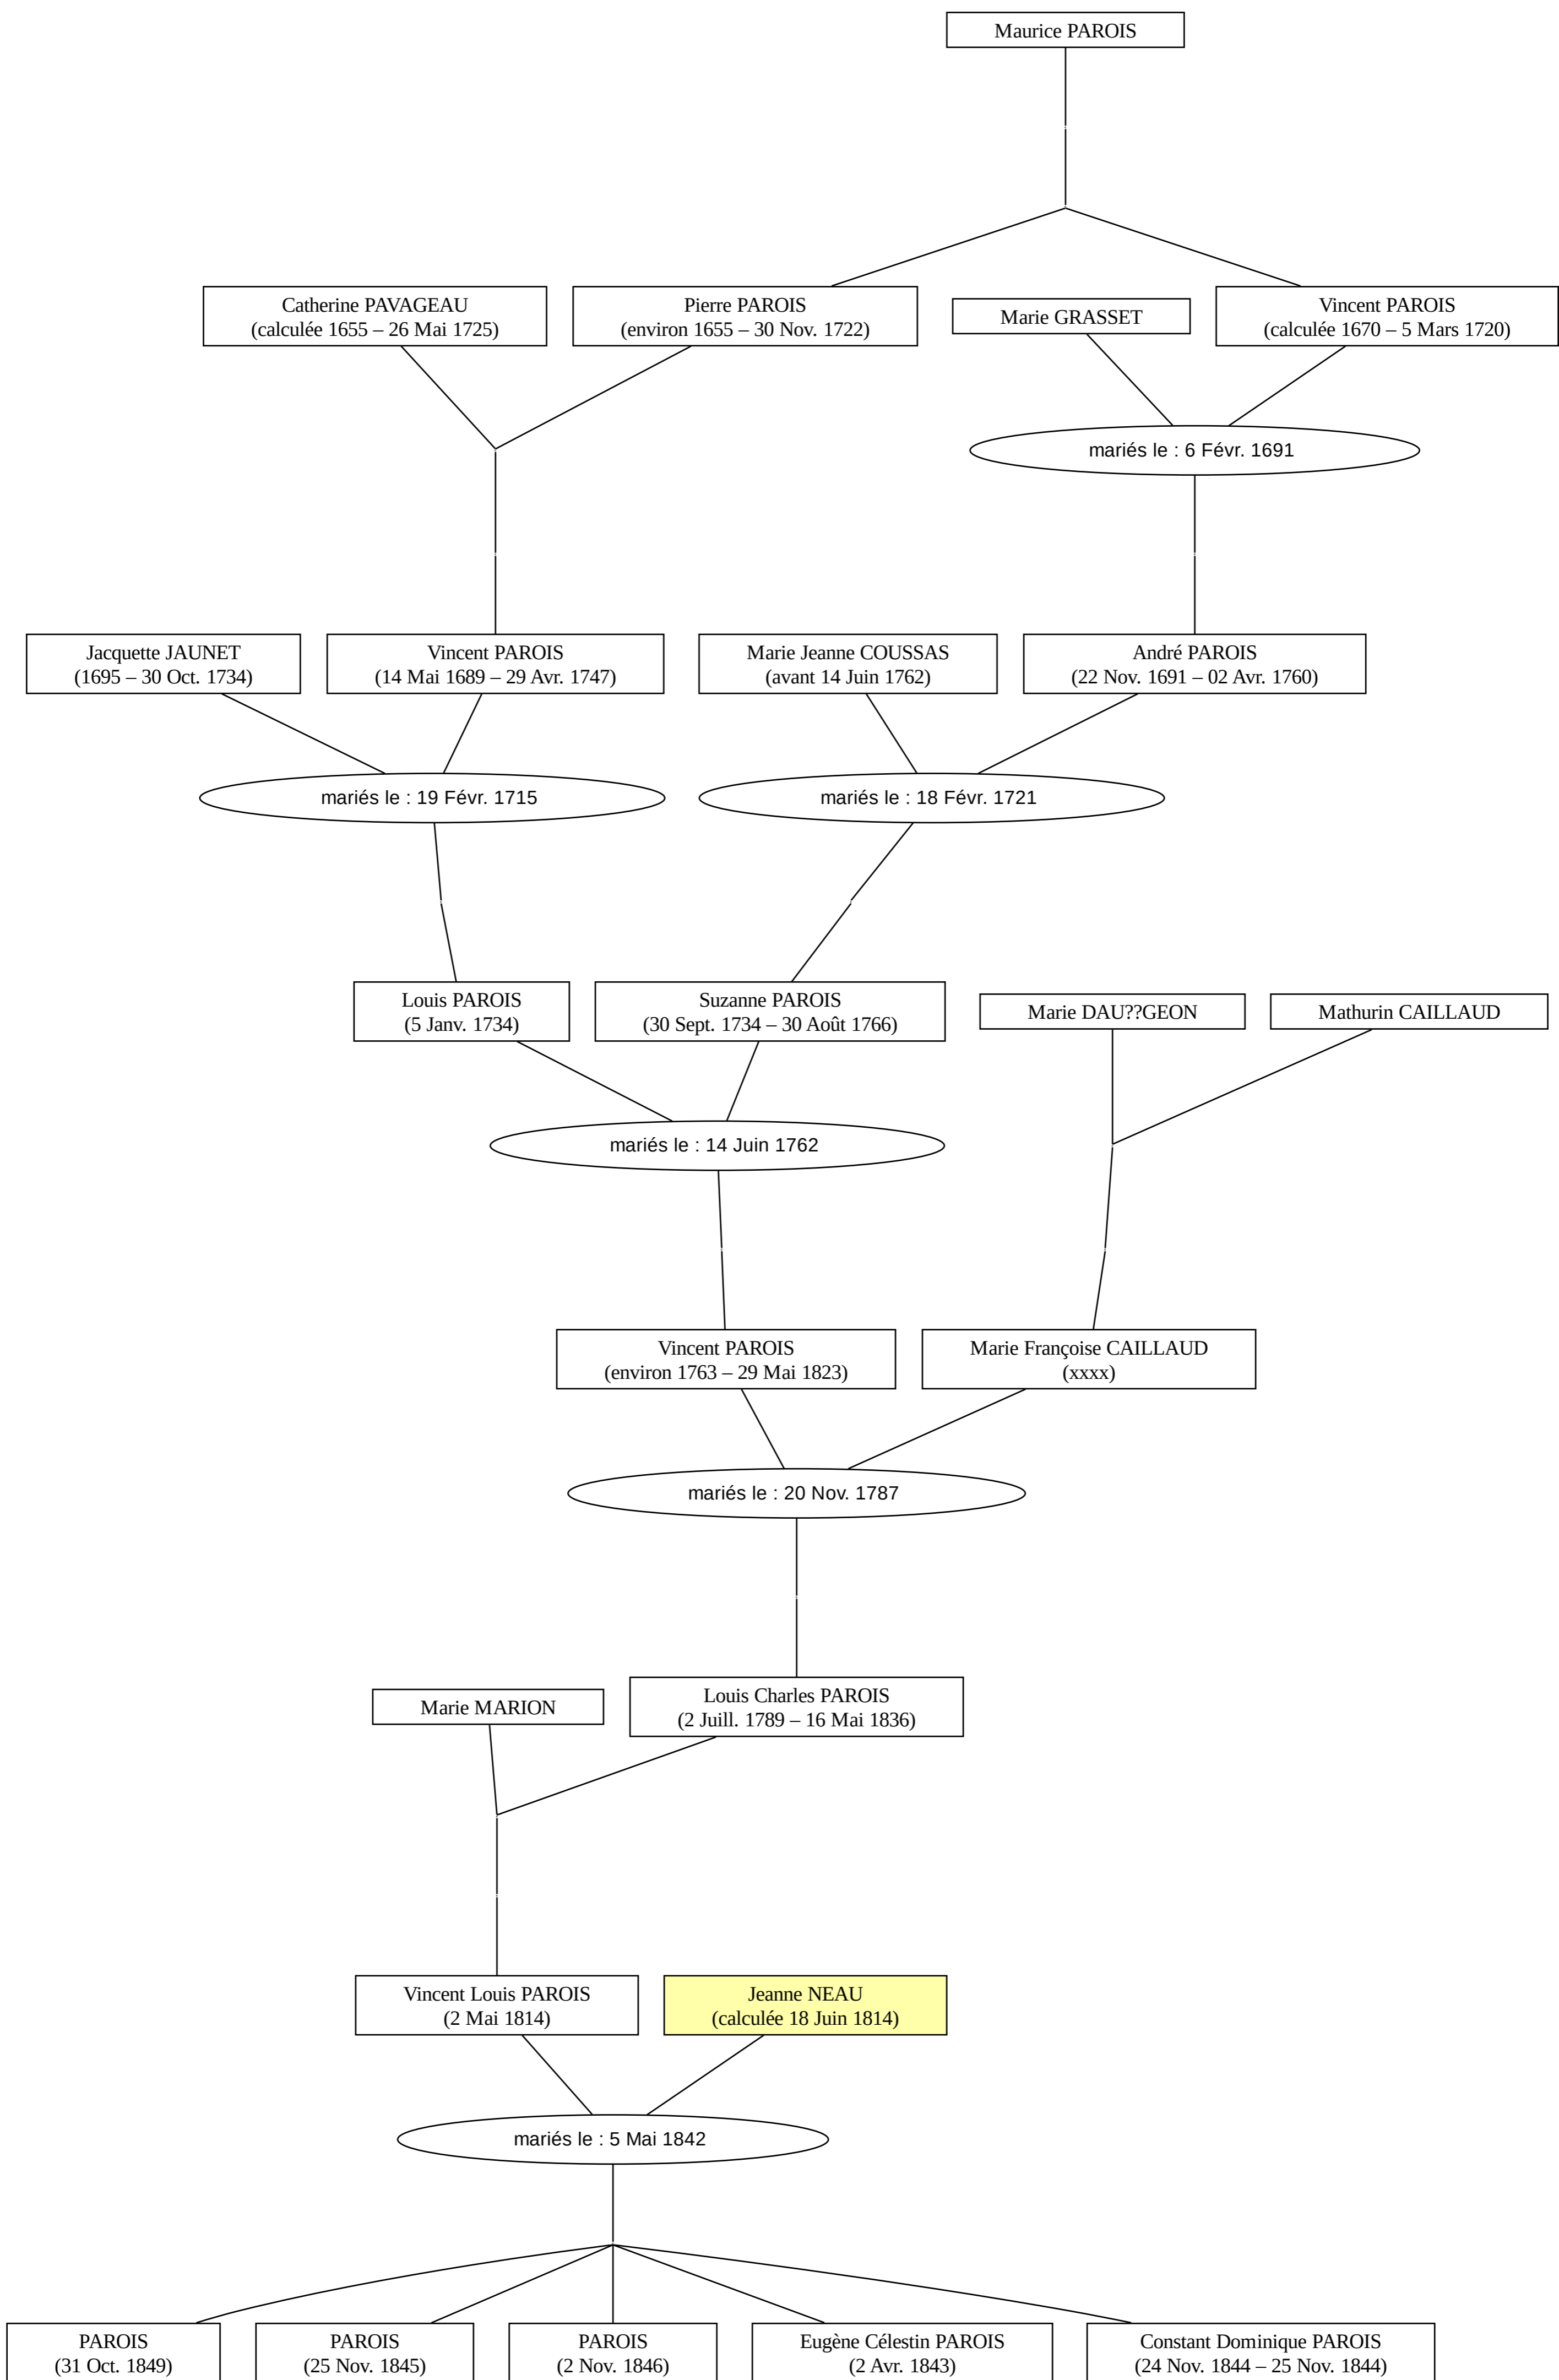 Maurice PAROIS
Catherine PAVAGEAU
(calculée 1655 – 26 Mai 1725)
Pierre PAROIS
(environ 1655 – 30 Nov. 1722)
Marie GRASSET
Vincent PAROIS
(calculée 1670 – 5 Mars 1720)
mariés le : 6 Févr. 1691
Jacquette JAUNET
(1695 – 30 Oct. 1734)
Vincent PAROIS
(14 Mai 1689 – 29 Avr. 1747)
Marie Jeanne COUSSAS
(avant 14 Juin 1762)
André PAROIS
(22 Nov. 1691 – 02 Avr. 1760)
mariés le : 19 Févr. 1715
mariés le : 18 Févr. 1721
Louis PAROIS
(5 Janv. 1734)
Suzanne PAROIS
(30 Sept. 1734 – 30 Août 1766)
Marie DAU??GEON
Mathurin CAILLAUD
mariés le : 14 Juin 1762
Vincent PAROIS
(environ 1763 – 29 Mai 1823)
Marie Françoise CAILLAUD
(xxxx)
mariés le : 20 Nov. 1787
Marie MARION
Louis Charles PAROIS
(2 Juill. 1789 – 16 Mai 1836)
Vincent Louis PAROIS
(2 Mai 1814)
Jeanne NEAU
(calculée 18 Juin 1814)
mariés le : 5 Mai 1842
PAROIS
(31 Oct. 1849)
PAROIS
(25 Nov. 1845)
PAROIS
(2 Nov. 1846)
Eugène Célestin PAROIS
(2 Avr. 1843)
Constant Dominique PAROIS
(24 Nov. 1844 – 25 Nov. 1844)